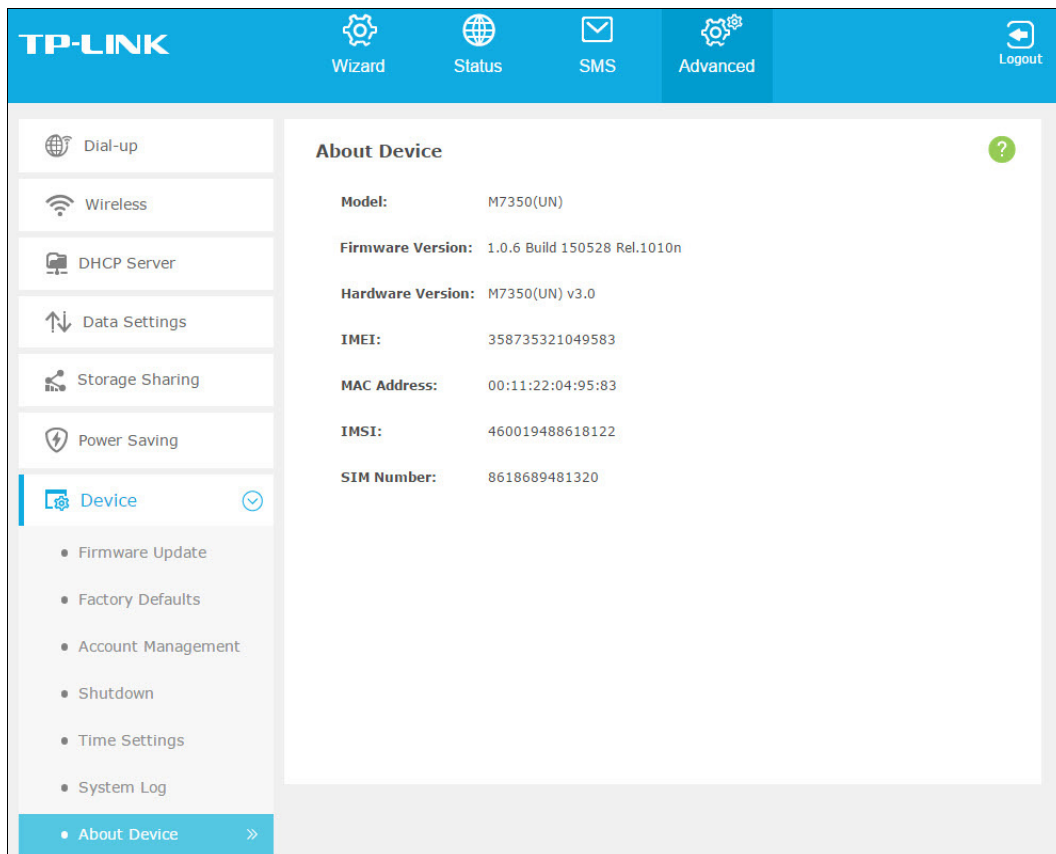 TP-LINK
Wizard
Status
SMS
Advanced
Logout
Dial-up
Wireless
DHCP Server
Data Settings
Storage Sharing
Power Saving
Device
Firmware Update
Factory Defaults
Account Management
Shutdown
Time Settings
System Log
About Device »
About Device ?
Model: M7350(UN)
Firmware Version: 1.0.6 Build 150528 Rel.1010n
Hardware Version: M7350(UN) v3.0
IMEI: 358735321049583
MAC Address: 00:11:22:04:95:83
IMSI: 460019488618122
SIM Number: 8618689481320